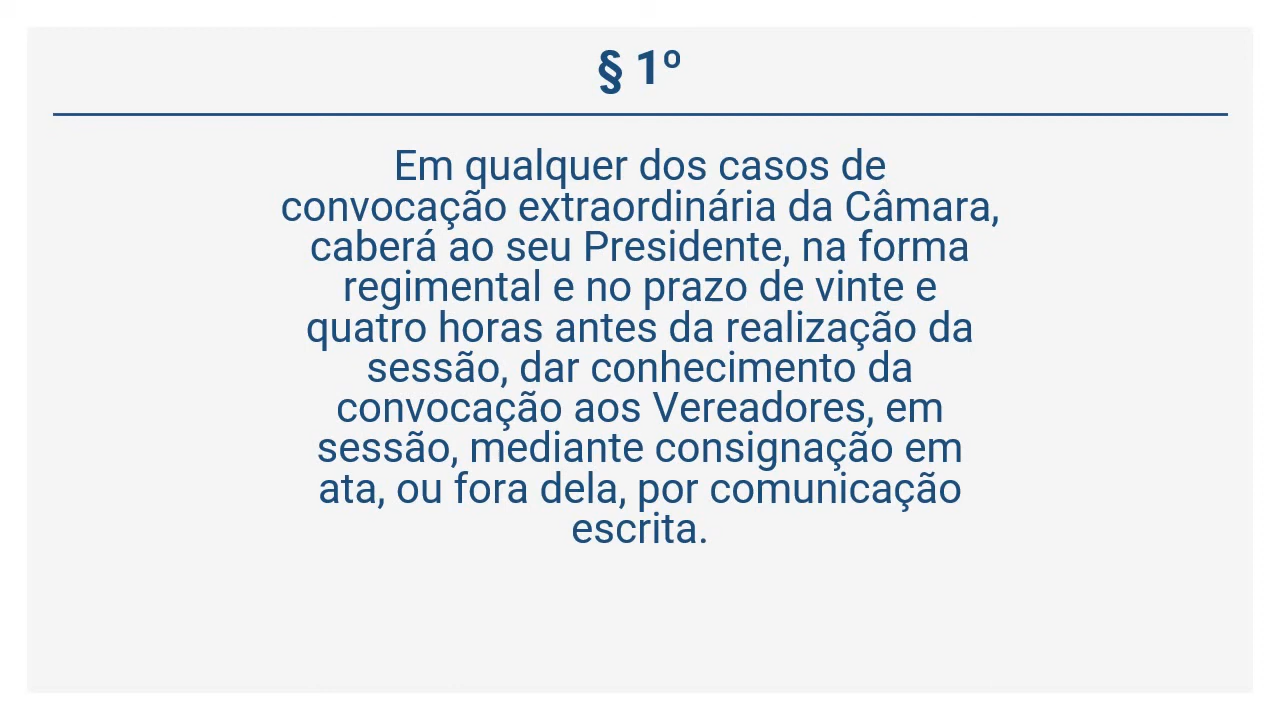 § 1º
Em qualquer dos casos de
convocação extraordinária da Câmara,
caberá ao seu Presidente, na forma
regimental e no prazo de vinte e
quatro horas antes da realização da
sessão, dar conhecimento da
convocação aos Vereadores, em
sessão, mediante consignação em
ata, ou fora dela, por comunicação
escrita.